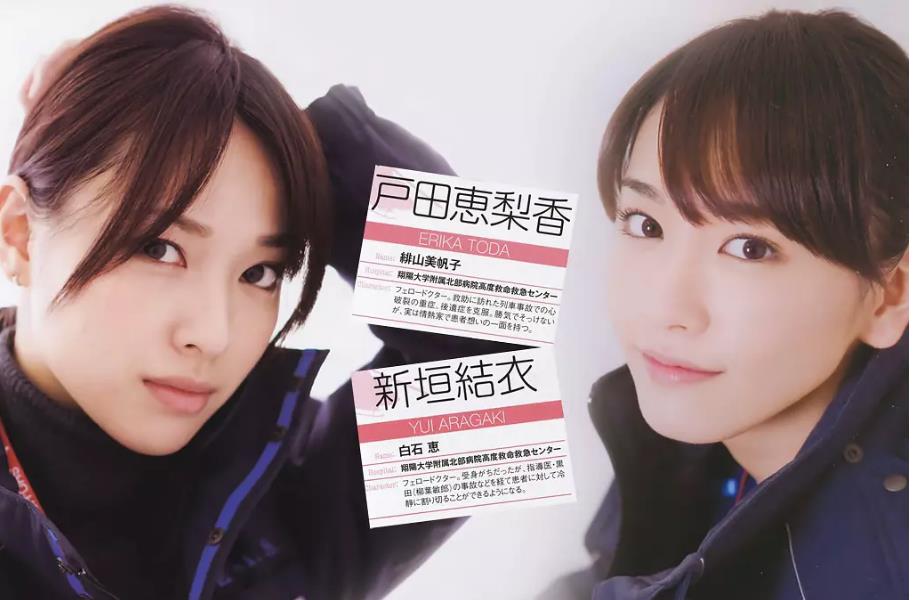 戸田恵梨香
ERIKA TODA
Name: 緋山美帆子
Hospital: 翔陽大学附属北部病院高度救命救急センター
Character: フェロードクター。救助に訪れた列車事故での心
破裂の重症、後遺症を克服。勝気でそっけない
が、実は情熱家で患者想いの一面を持つ。
新垣結衣
YUI ARAGAKI
Name: 白石 恵
Hospital: 翔陽大学附属北部病院高度救命救急センター
Character: フェロードクター。受身がちだったが、指導医・黒
田(柳葉敏郎)の事故などを経て患者に対して冷
静に割り切ることができるようになる。